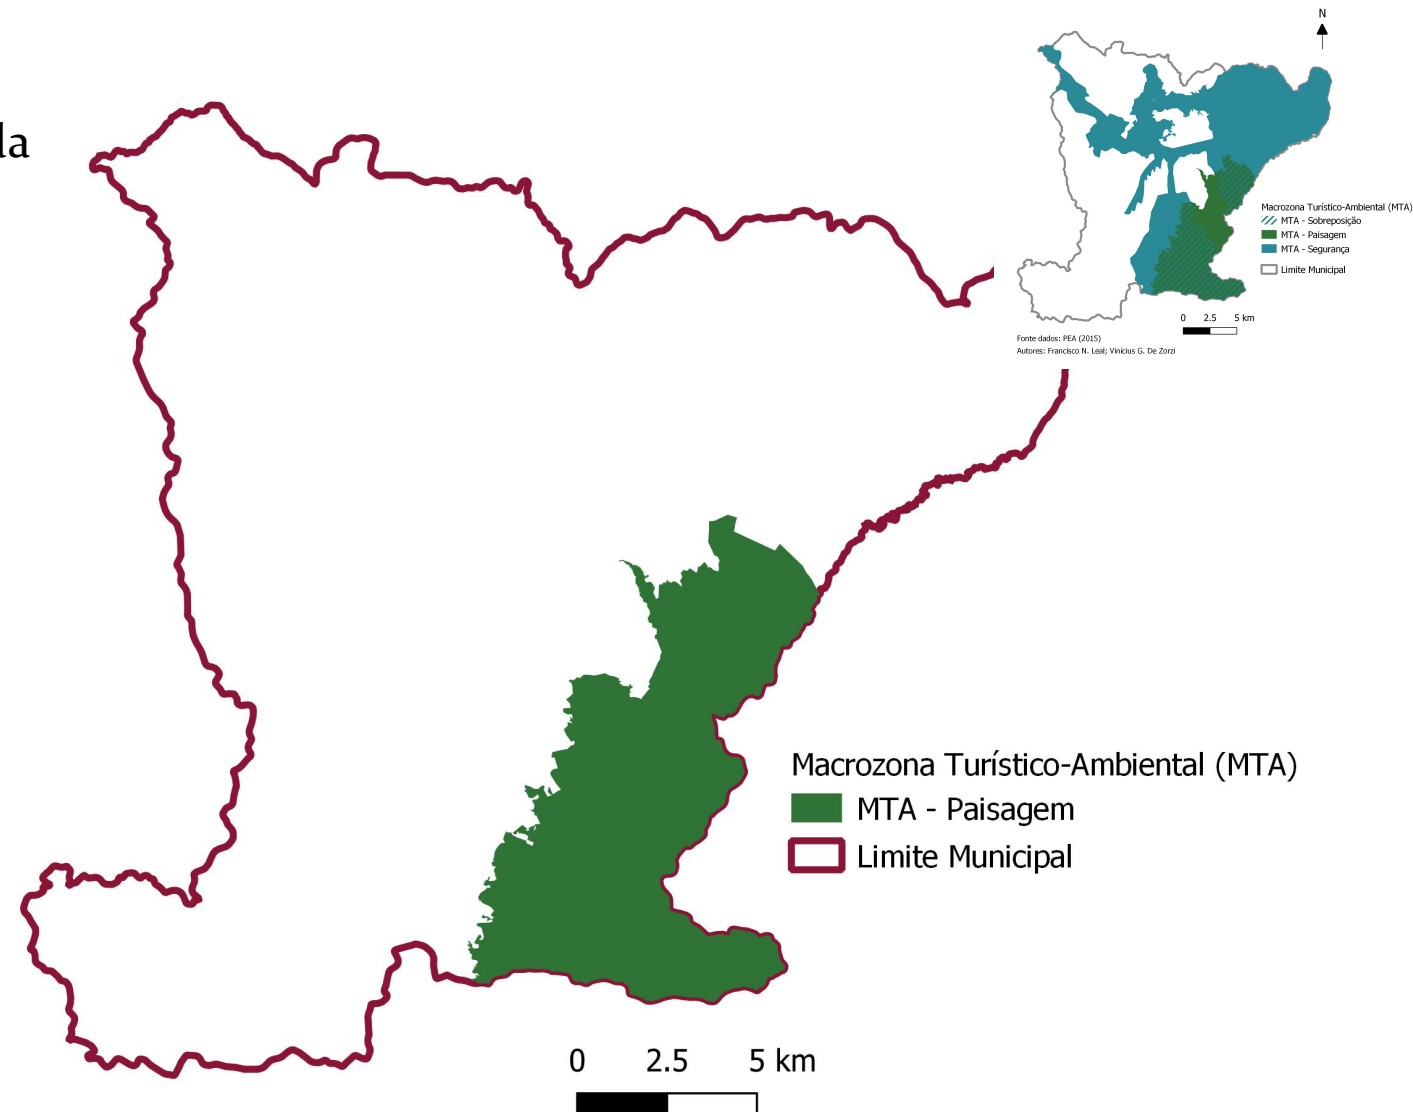 da
N
Macrozona Turístico-Ambiental (MTA)
MTA - Sobreposição
MTA - Paisagem
MTA - Segurança
Limite Municipal
0 2.5 5 km
Fonte dados: PEA (2015)
Autores: Francisco N. Leal; Vinícius G. De Zorzi
Macrozona Turístico-Ambiental (MTA)
MTA - Paisagem
Limite Municipal
0 2.5 5 km